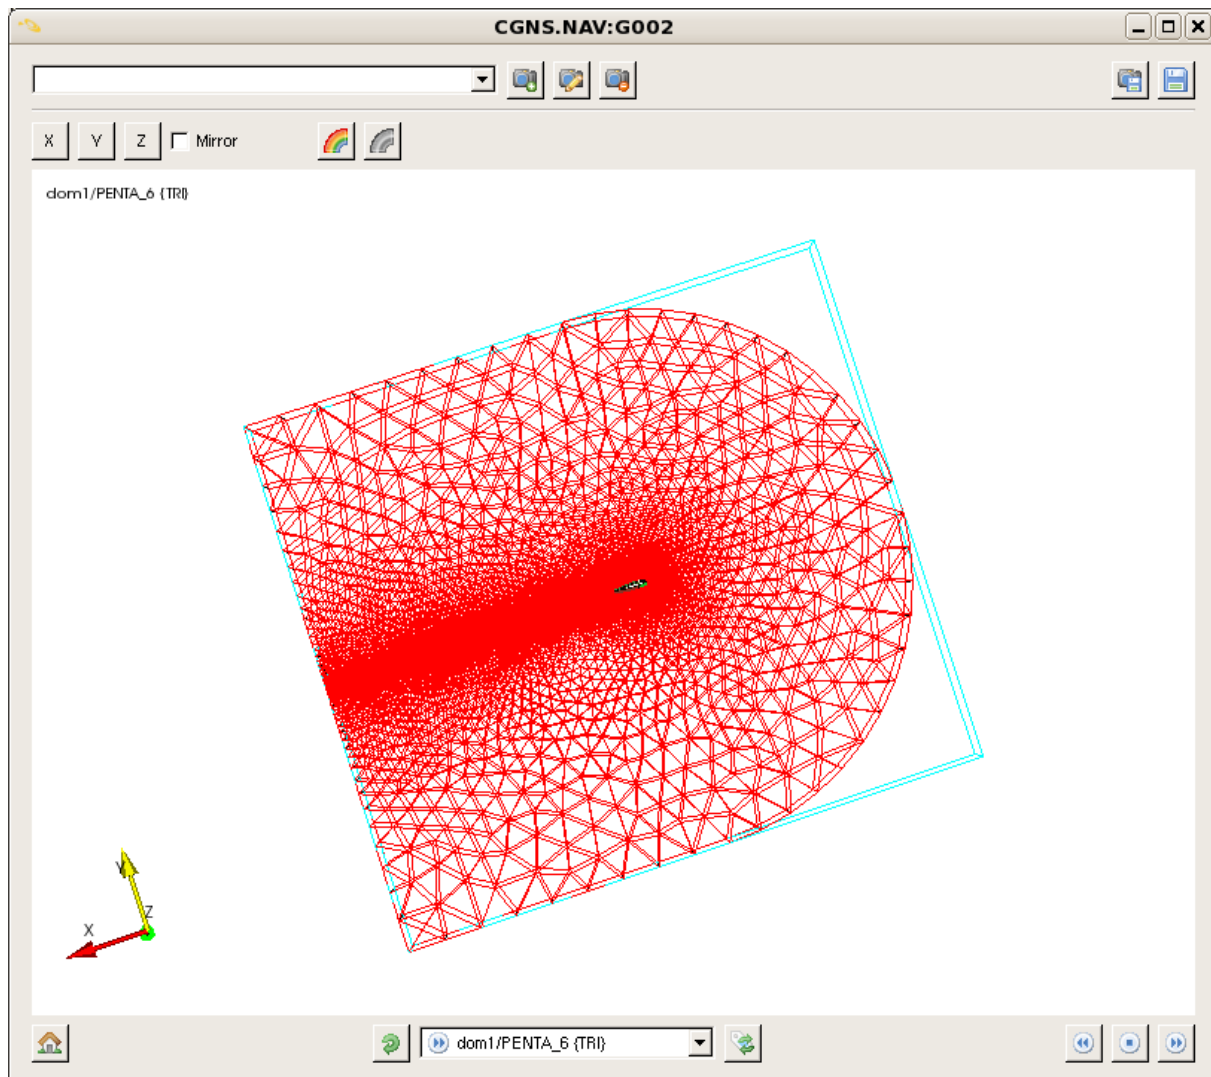 CGNS.NAV:G002
X Y Z Mirror
dom1/PENTA_6 {TRI}
Y
Z
X
dom1/PENTA_6 {TRI}